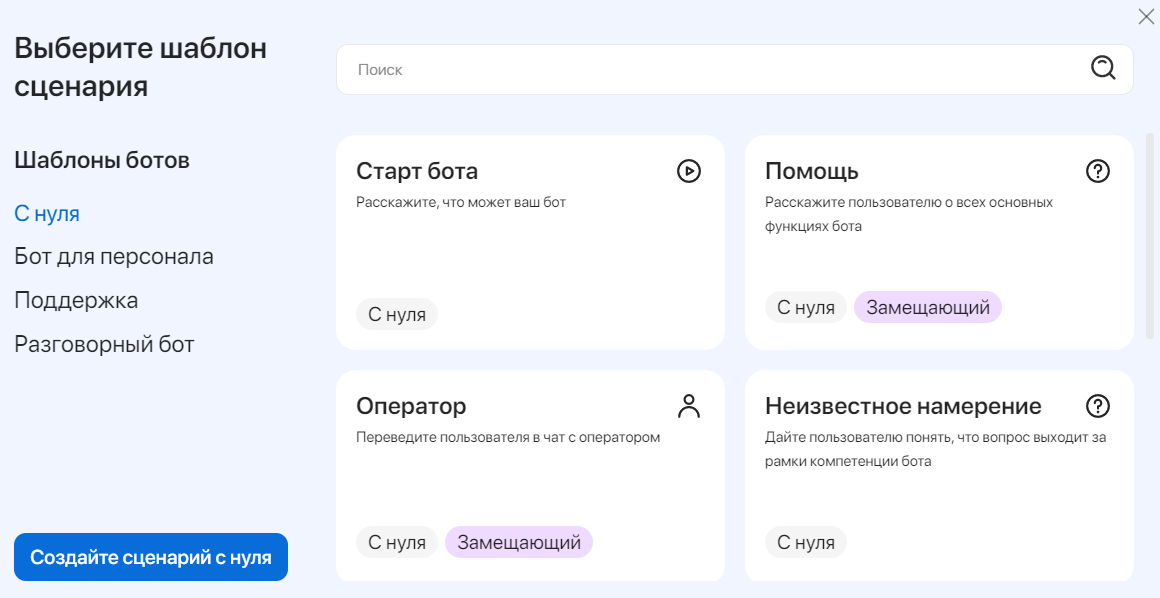 Выберите шаблон
сценария
Шаблоны ботов
С нуля
Бот для персонала
Поддержка
Разговорный бот
Создайте сценарий с нуля
Поиск
Старт бота
Расскажите, что может ваш бот
С нуля
Помощь
Расскажите пользователю о всех основных
функциях бота
С нуля
Замещающий
Оператор
Переведите пользователя в чат с оператором
С нуля
Замещающий
Неизвестное намерение
Дайте пользователю понять, что вопрос выходит за
рамки компетенции бота
С нуля